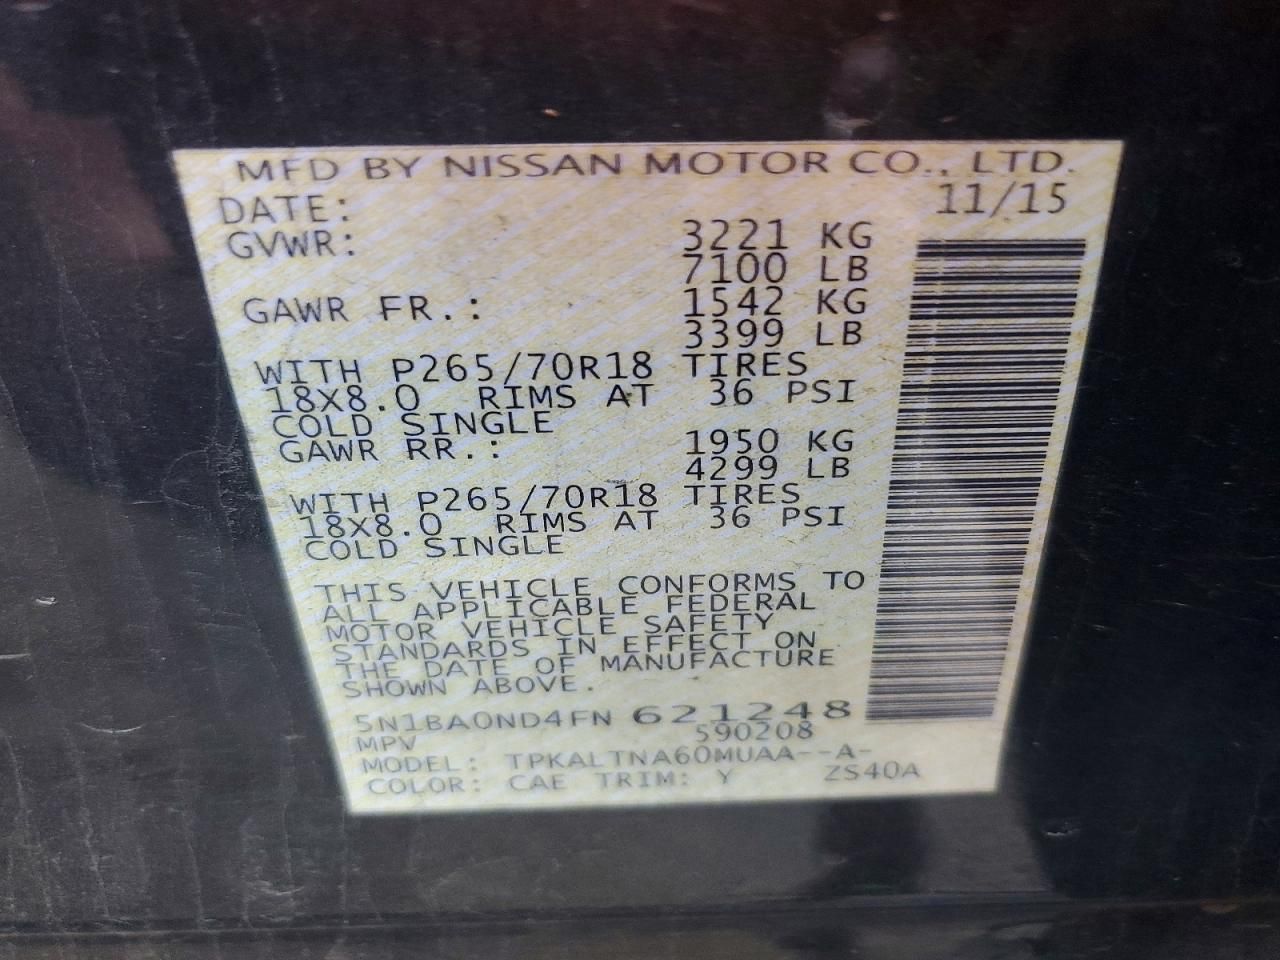 MFD BY NISSAN MOTOR CO., LTD.
DATE: 11/15
GVWR: 3221 KG
7100 LB
GAWR FR.: 1542 KG
3399 LB
WITH P265/70R18 TIRES
18X8.0 RIMS AT 36 PSI
COLD SINGLE
GAWR RR.: 1950 KG
4299 LB
WITH P265/70R18 TIRES
18X8.0 RIMS AT 36 PSI
COLD SINGLE
THIS VEHICLE CONFORMS TO
ALL APPLICABLE FEDERAL
MOTOR VEHICLE SAFETY
STANDARDS IN EFFECT ON
THE DATE OF MANUFACTURE
SHOWN ABOVE.
5N1BA0ND4FN 621248
MPV 590208
MODEL: TPKALTNA60MUAA--A-
COLOR: CAE TRIM: Y ZS40A